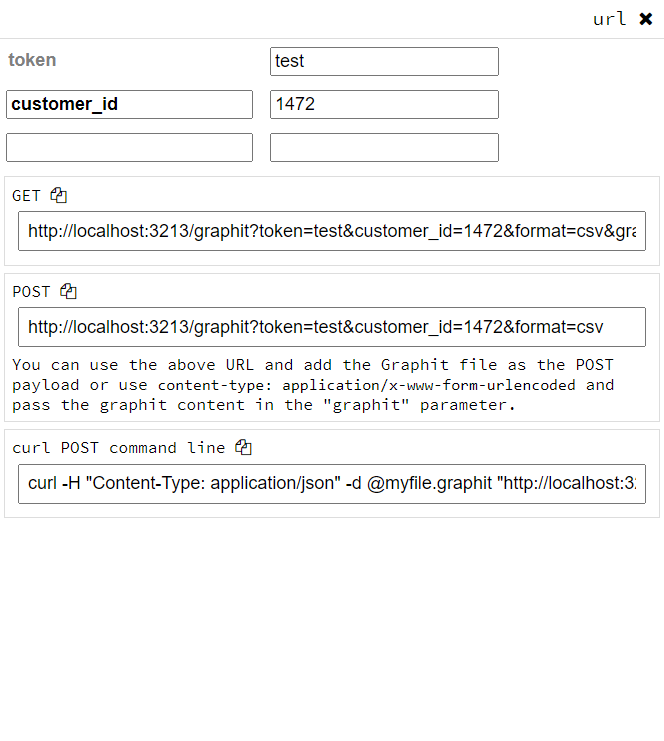 url ✖
token test
customer_id 1472
GET
http://localhost:3213/graphit?token=test&customer_id=1472&format=csv&gra
POST
http://localhost:3213/graphit?token=test&customer_id=1472&format=csv
You can use the above URL and add the Graphit file as the POST
payload or use content-type: application/x-www-form-urlencoded and
pass the graphit content in the "graphit" parameter.
curl POST command line
curl -H "Content-Type: application/json" -d @myfile.graphit "http://localhost:32